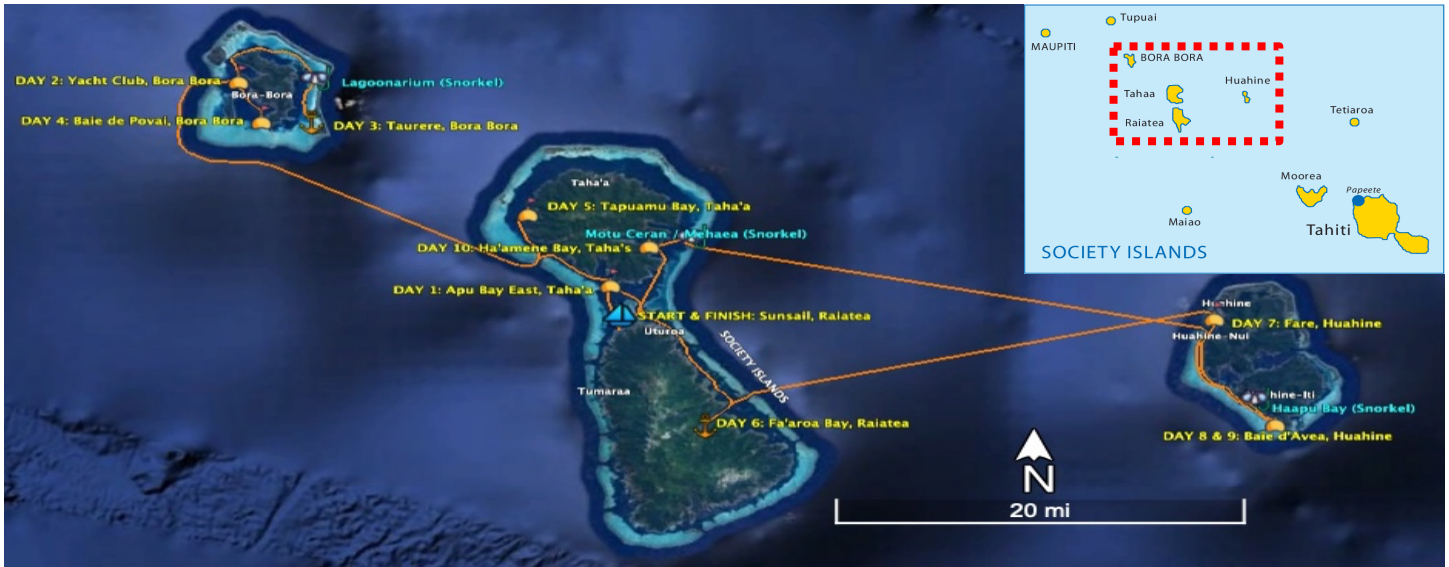 DAY 2: Yacht Club, Bora Bora
Lagoonarium (Snorkel)
Bora-Bora
DAY 4: Baie de Povai, Bora Bora
DAY 3: Taurere, Bora Bora
Taha'a
DAY 5: Tapuamu Bay, Taha'a
Motu Ceran / Mehaea (Snorkel)
DAY 10: Ha'amene Bay, Taha's
DAY 1: Apu Bay East, Taha'a
START & FINISH: Sunsail, Raiatea
Uturoa
SOCIETY ISLANDS
Tumaraa
DAY 6: Fa'aroa Bay, Raiatea
Huahine
DAY 7: Fare, Huahine
Huahine-Nui
hine-Iti
Haapu Bay (Snorkel)
DAY 8 & 9: Baie d'Avea, Huahine
N
20 mi
Tupuai
MAUPITI
BORA BORA
Huahine
Tahaa
Raiatea
Tetiaroa
Moorea
Papeete
Maiao
Tahiti
SOCIETY ISLANDS